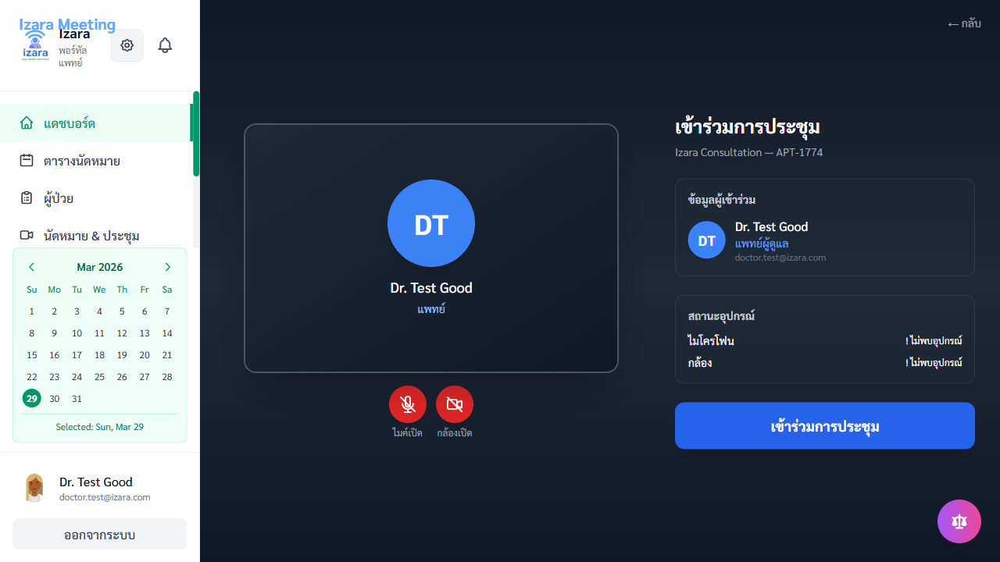 Izara Meeting
Izara
พอร์ทัล
แพทย์
izara
← กลับ
แดชบอร์ด
ตารางนัดหมาย
ผู้ป่วย
นัดหมาย & ประชุม
Mar 2026
Su Mo Tu We Th Fr Sa
1 2 3 4 5 6 7
8 9 10 11 12 13 14
15 16 17 18 19 20 21
22 23 24 25 26 27 28
29 30 31
Selected: Sun, Mar 29
Dr. Test Good
doctor.test@izara.com
ออกจากระบบ
DT
Dr. Test Good
แพทย์
ไมค์เปิด
กล้องเปิด
เข้าร่วมการประชุม
Izara Consultation — APT-1774
ข้อมูลผู้เข้าร่วม
DT
Dr. Test Good
แพทย์ผู้ดูแล
doctor.test@izara.com
สถานะอุปกรณ์
ไมโครโฟน ! ไม่พบอุปกรณ์
กล้อง ! ไม่พบอุปกรณ์
เข้าร่วมการประชุม